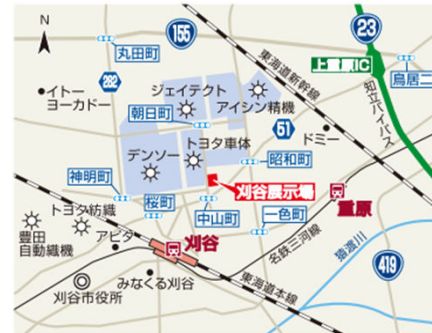 N
155
23
丸田町
東海道新幹線
上重原IC
鳥居二
282
イトー
ヨーカドー
ジェイテクト
アイシン精機
知立バイパス
朝日町
51
ドミー
デンソー
トヨタ車体
昭和町
神明町
刈谷展示場
重原
桜町
中山町
一色町
トヨタ紡織
豊田
自動織機
アピタ
刈谷
名鉄三河線
猿渡川
419
みなくる刈谷
刈谷市役所
東海道本線